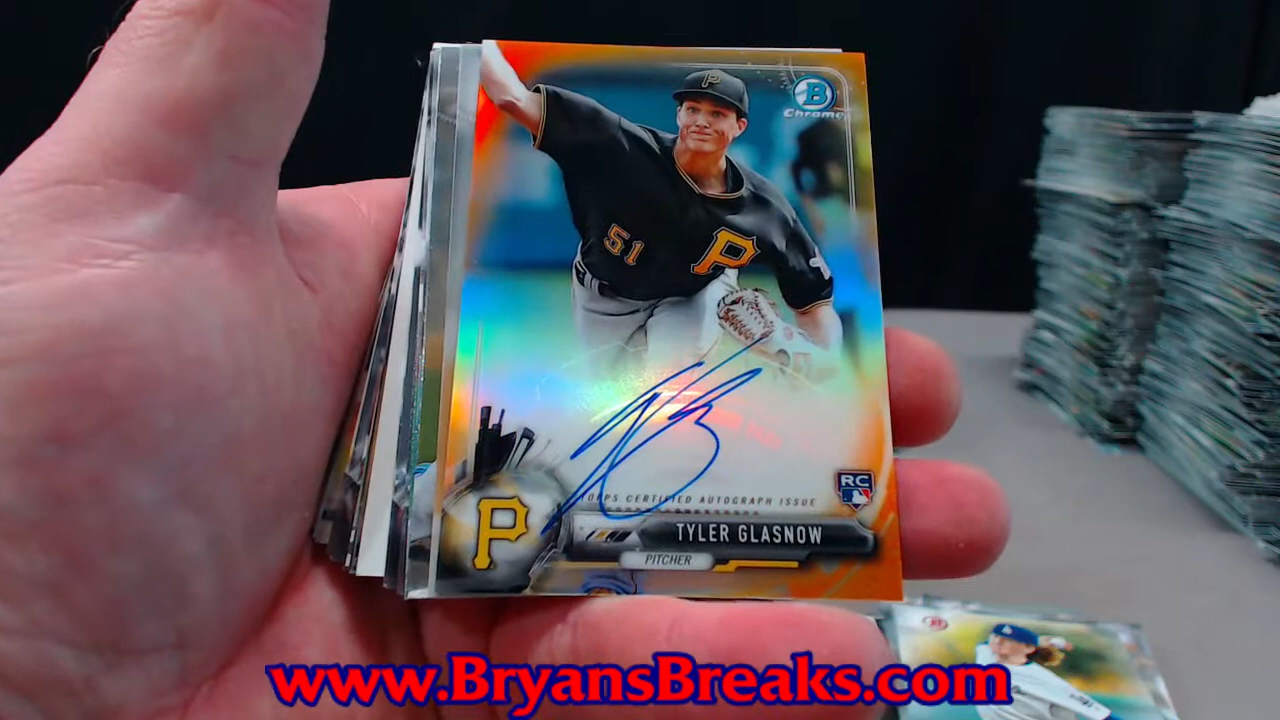 P
B
Chrome
51
P
TOPPS CERTIFIED AUTOGRAPH ISSUE
RC
P
TYLER GLASNOW
PITCHER
www.BryansBreaks.com